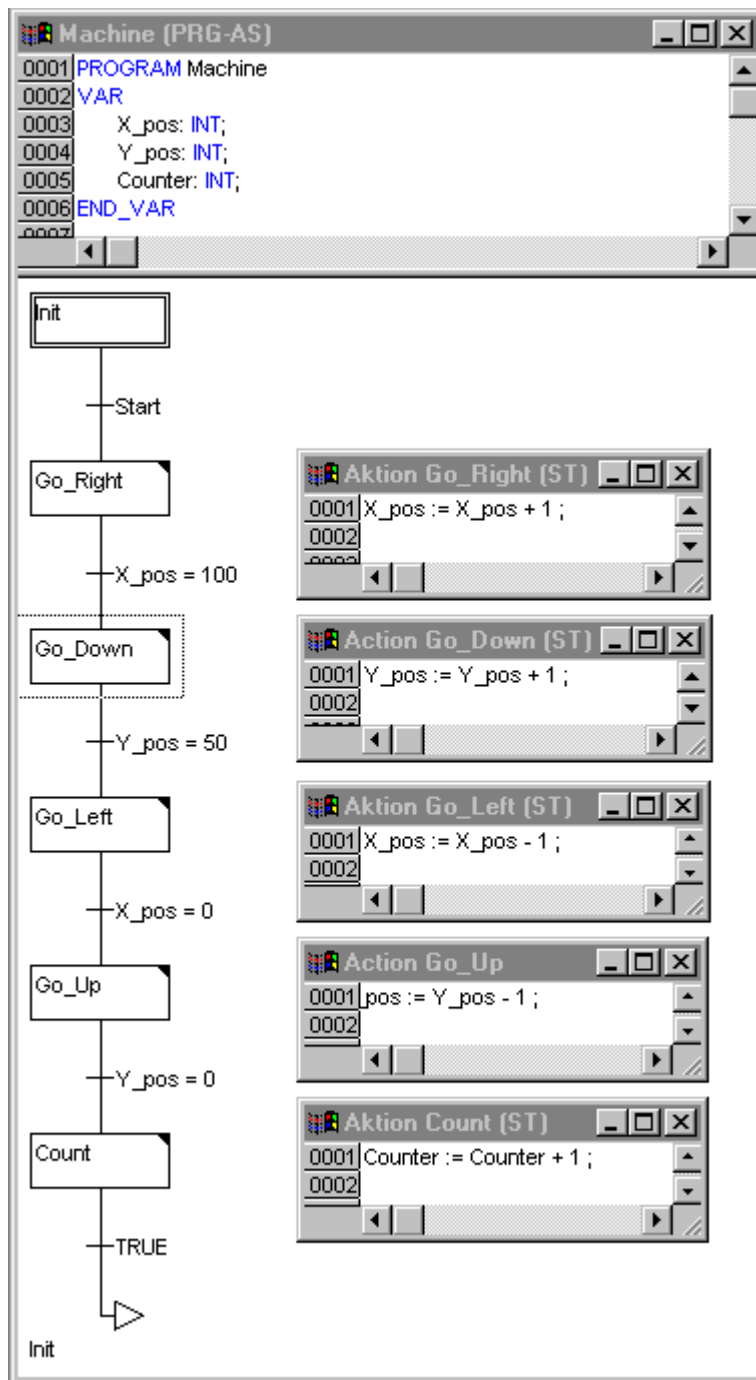 Machine (PRG-AS)
0001 PROGRAM Machine
0002 VAR
0003 X_pos: INT;
0004 Y_pos: INT;
0005 Counter: INT;
0006 END_VAR
0007
Init
Start
Go_Right
Aktion Go_Right (ST)
0001 X_pos := X_pos + 1 ;
0002
0003
X_pos = 100
Go_Down
Action Go_Down (ST)
0001 Y_pos := Y_pos + 1 ;
0002
Y_pos = 50
Go_Left
Aktion Go_Left (ST)
0001 X_pos := X_pos - 1 ;
0002
X_pos = 0
Go_Up
Action Go_Up
0001 _pos := Y_pos - 1 ;
0002
Y_pos = 0
Count
Aktion Count (ST)
0001 Counter := Counter + 1 ;
0002
TRUE
Init